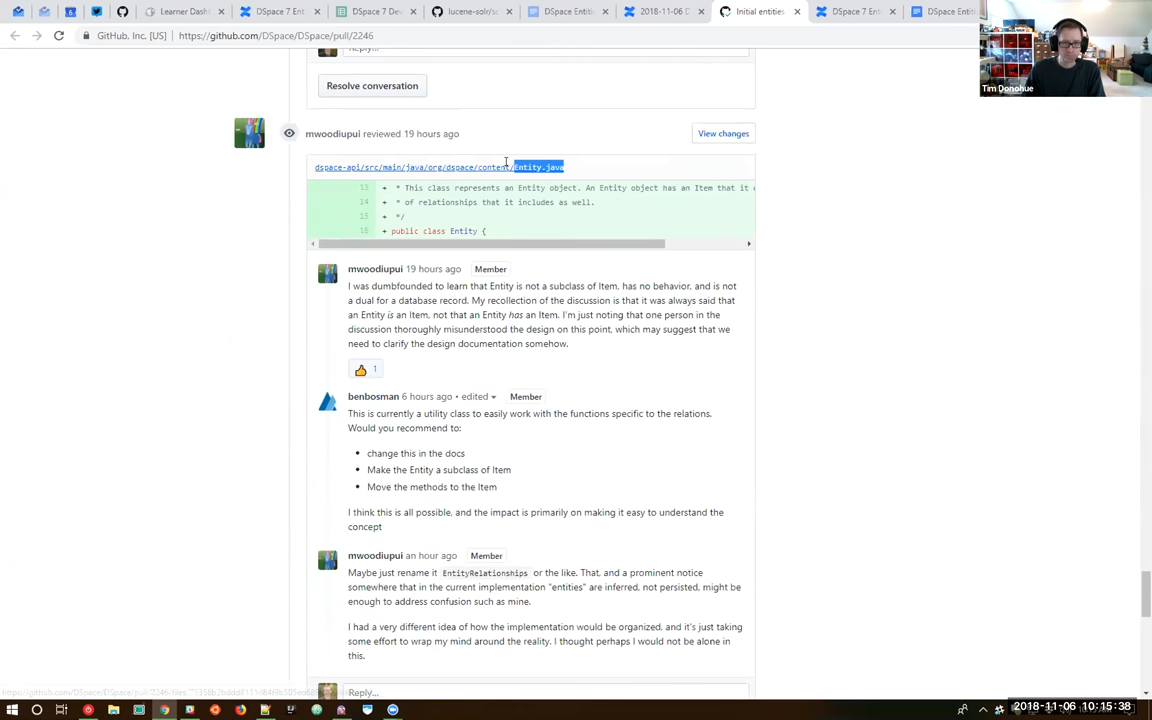 Learner Dash
DSpace 7 Ent
DSpace 7 Dev
lucene-solr/so
DSpace Entitie
2018-11-06 D
Initial entities
DSpace 7 Ent
DSpace Entit
GitHub, Inc. [US] | https://github.com/DSpace/DSpace/pull/2246
Tim Donohue
Reply...
Resolve conversation
mwoodiupui reviewed 19 hours ago
View changes
dspace-api/src/main/java/org/dspace/content/Entity.java
13 + * This class represents an Entity object. An Entity object has an Item that it
14 + * of relationships that it includes as well.
15 + */
16 + public class Entity {
mwoodiupui 19 hours ago Member
I was dumbfounded to learn that Entity is not a subclass of Item, has no behavior, and is not
a dual for a database record. My recollection of the discussion is that it was always said that
an Entity is an Item, not that an Entity has an Item. I'm just noting that one person in the
discussion thoroughly misunderstood the design on this point, which may suggest that we
need to clarify the design documentation somehow.
1
benbosman 6 hours ago • edited Member
This is currently a utility class to easily work with the functions specific to the relations.
Would you recommend to:
• change this in the docs
• Make the Entity a subclass of Item
• Move the methods to the Item
I think this is all possible, and the impact is primarily on making it easy to understand the
concept
mwoodiupui an hour ago Member
Maybe just rename it EntityRelationships or the like. That, and a prominent notice
somewhere that in the current implementation "entities" are inferred, not persisted, might be
enough to address confusion such as mine.
I had a very different idea of how the implementation would be organized, and it's just taking
some effort to wrap my mind around the reality. I thought perhaps I would not be alone in
this.
Reply...
2018-11-06 10:15:38